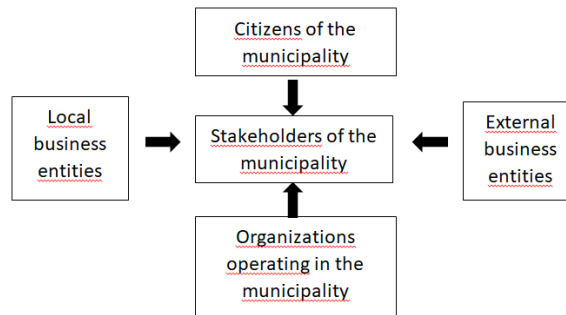 Citizens of the
municipality
Local
business
entities
Stakeholders of the
municipality
External
business
entities
Organizations
operating in the
municipality